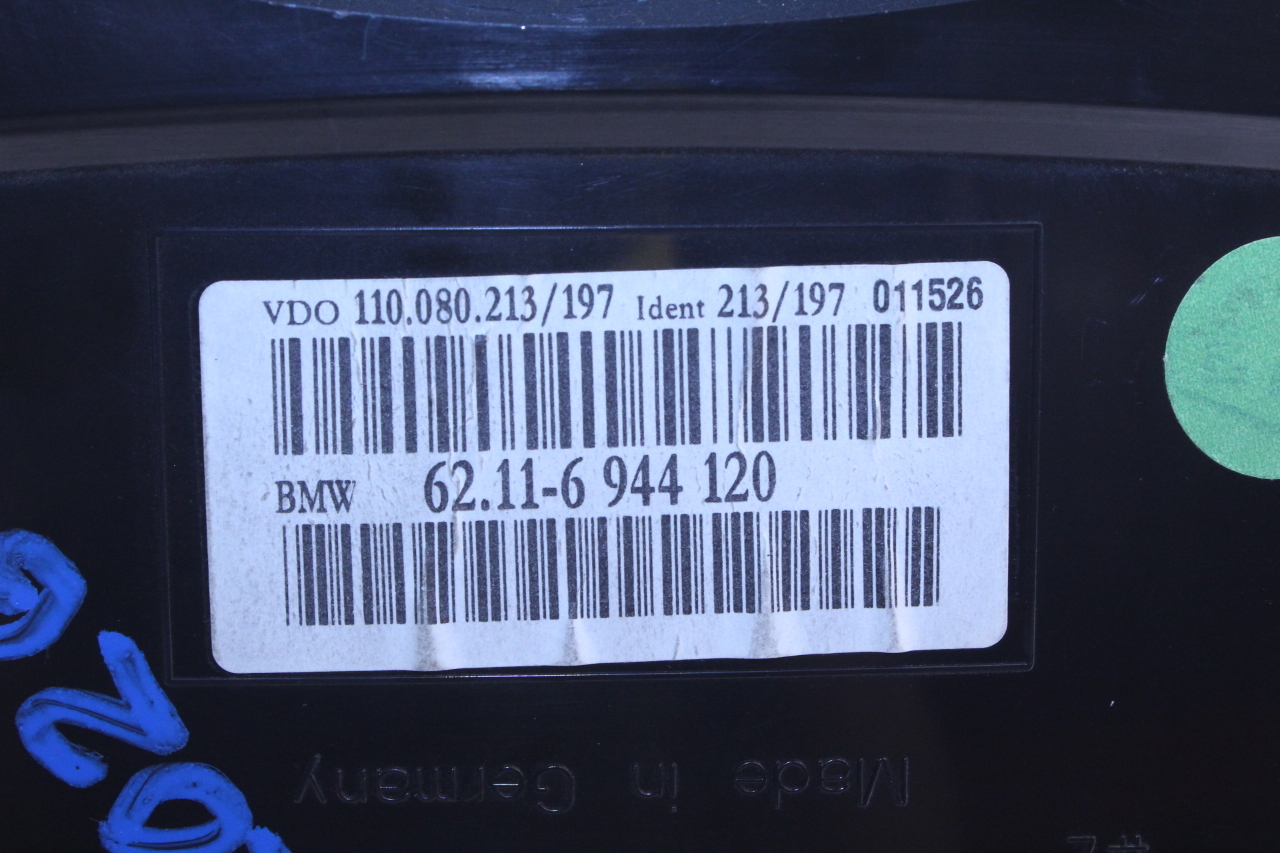 VDO 110.080.213/197 Ident 213/197 011526
BMW 62.11-6 944 120
Made in Germany